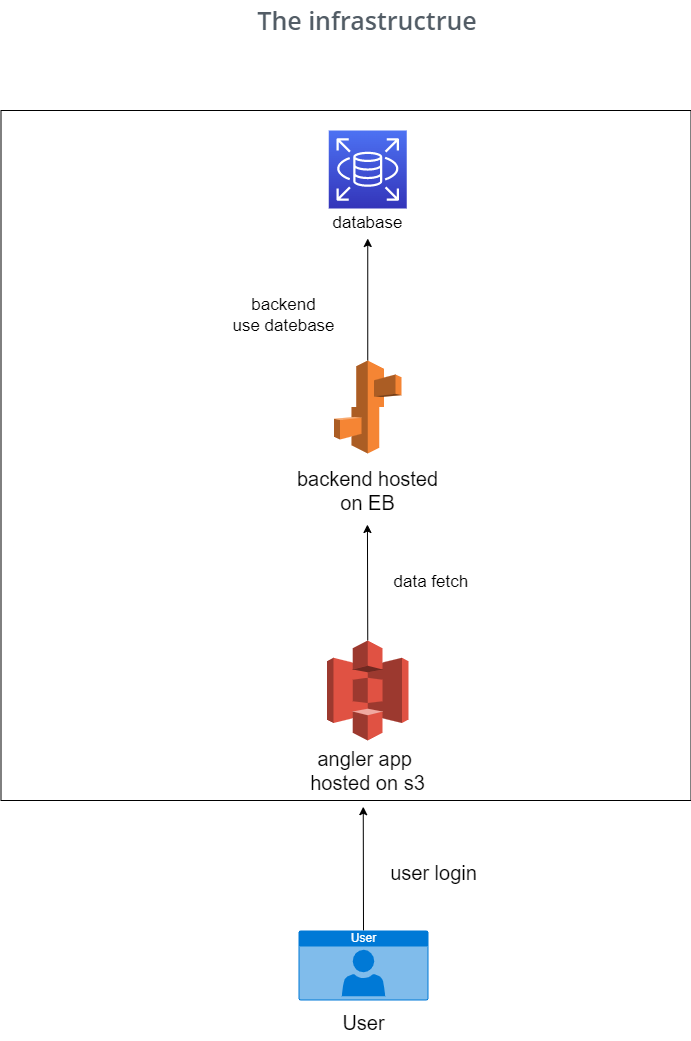 The infrastructrue
database
backend
use datebase
backend hosted
on EB
data fetch
angler app
hosted on s3
user login
User
User